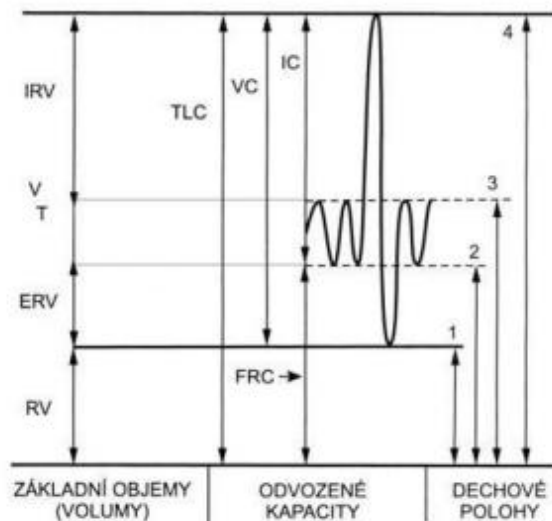 IRV
V
T
ERV
RV
TLC
VC
IC
FRC
4
3
2
1
ZÁKLADNÍ OBJEMY
(VOLUMY)
ODVOZENÉ
KAPACITY
DECHOVÉ
POLOHY